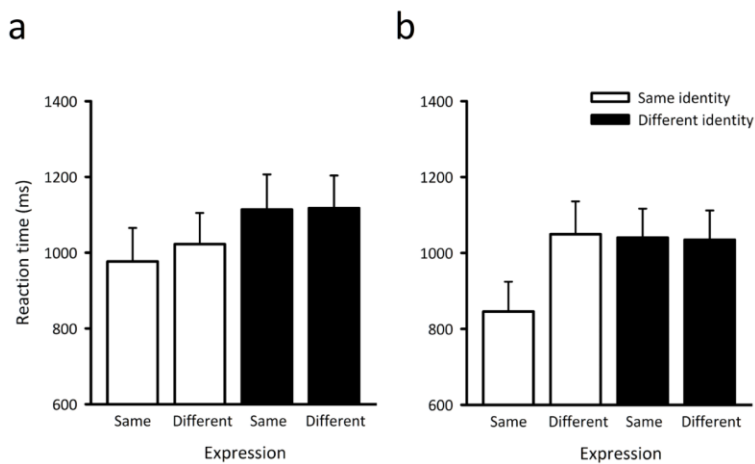 a
Reaction time (ms)
1400
1200
1000
800
600
Same Different Same Different
Expression
b
Same identity
Different identity
1400
1200
1000
800
600
Same Different Same Different
Expression